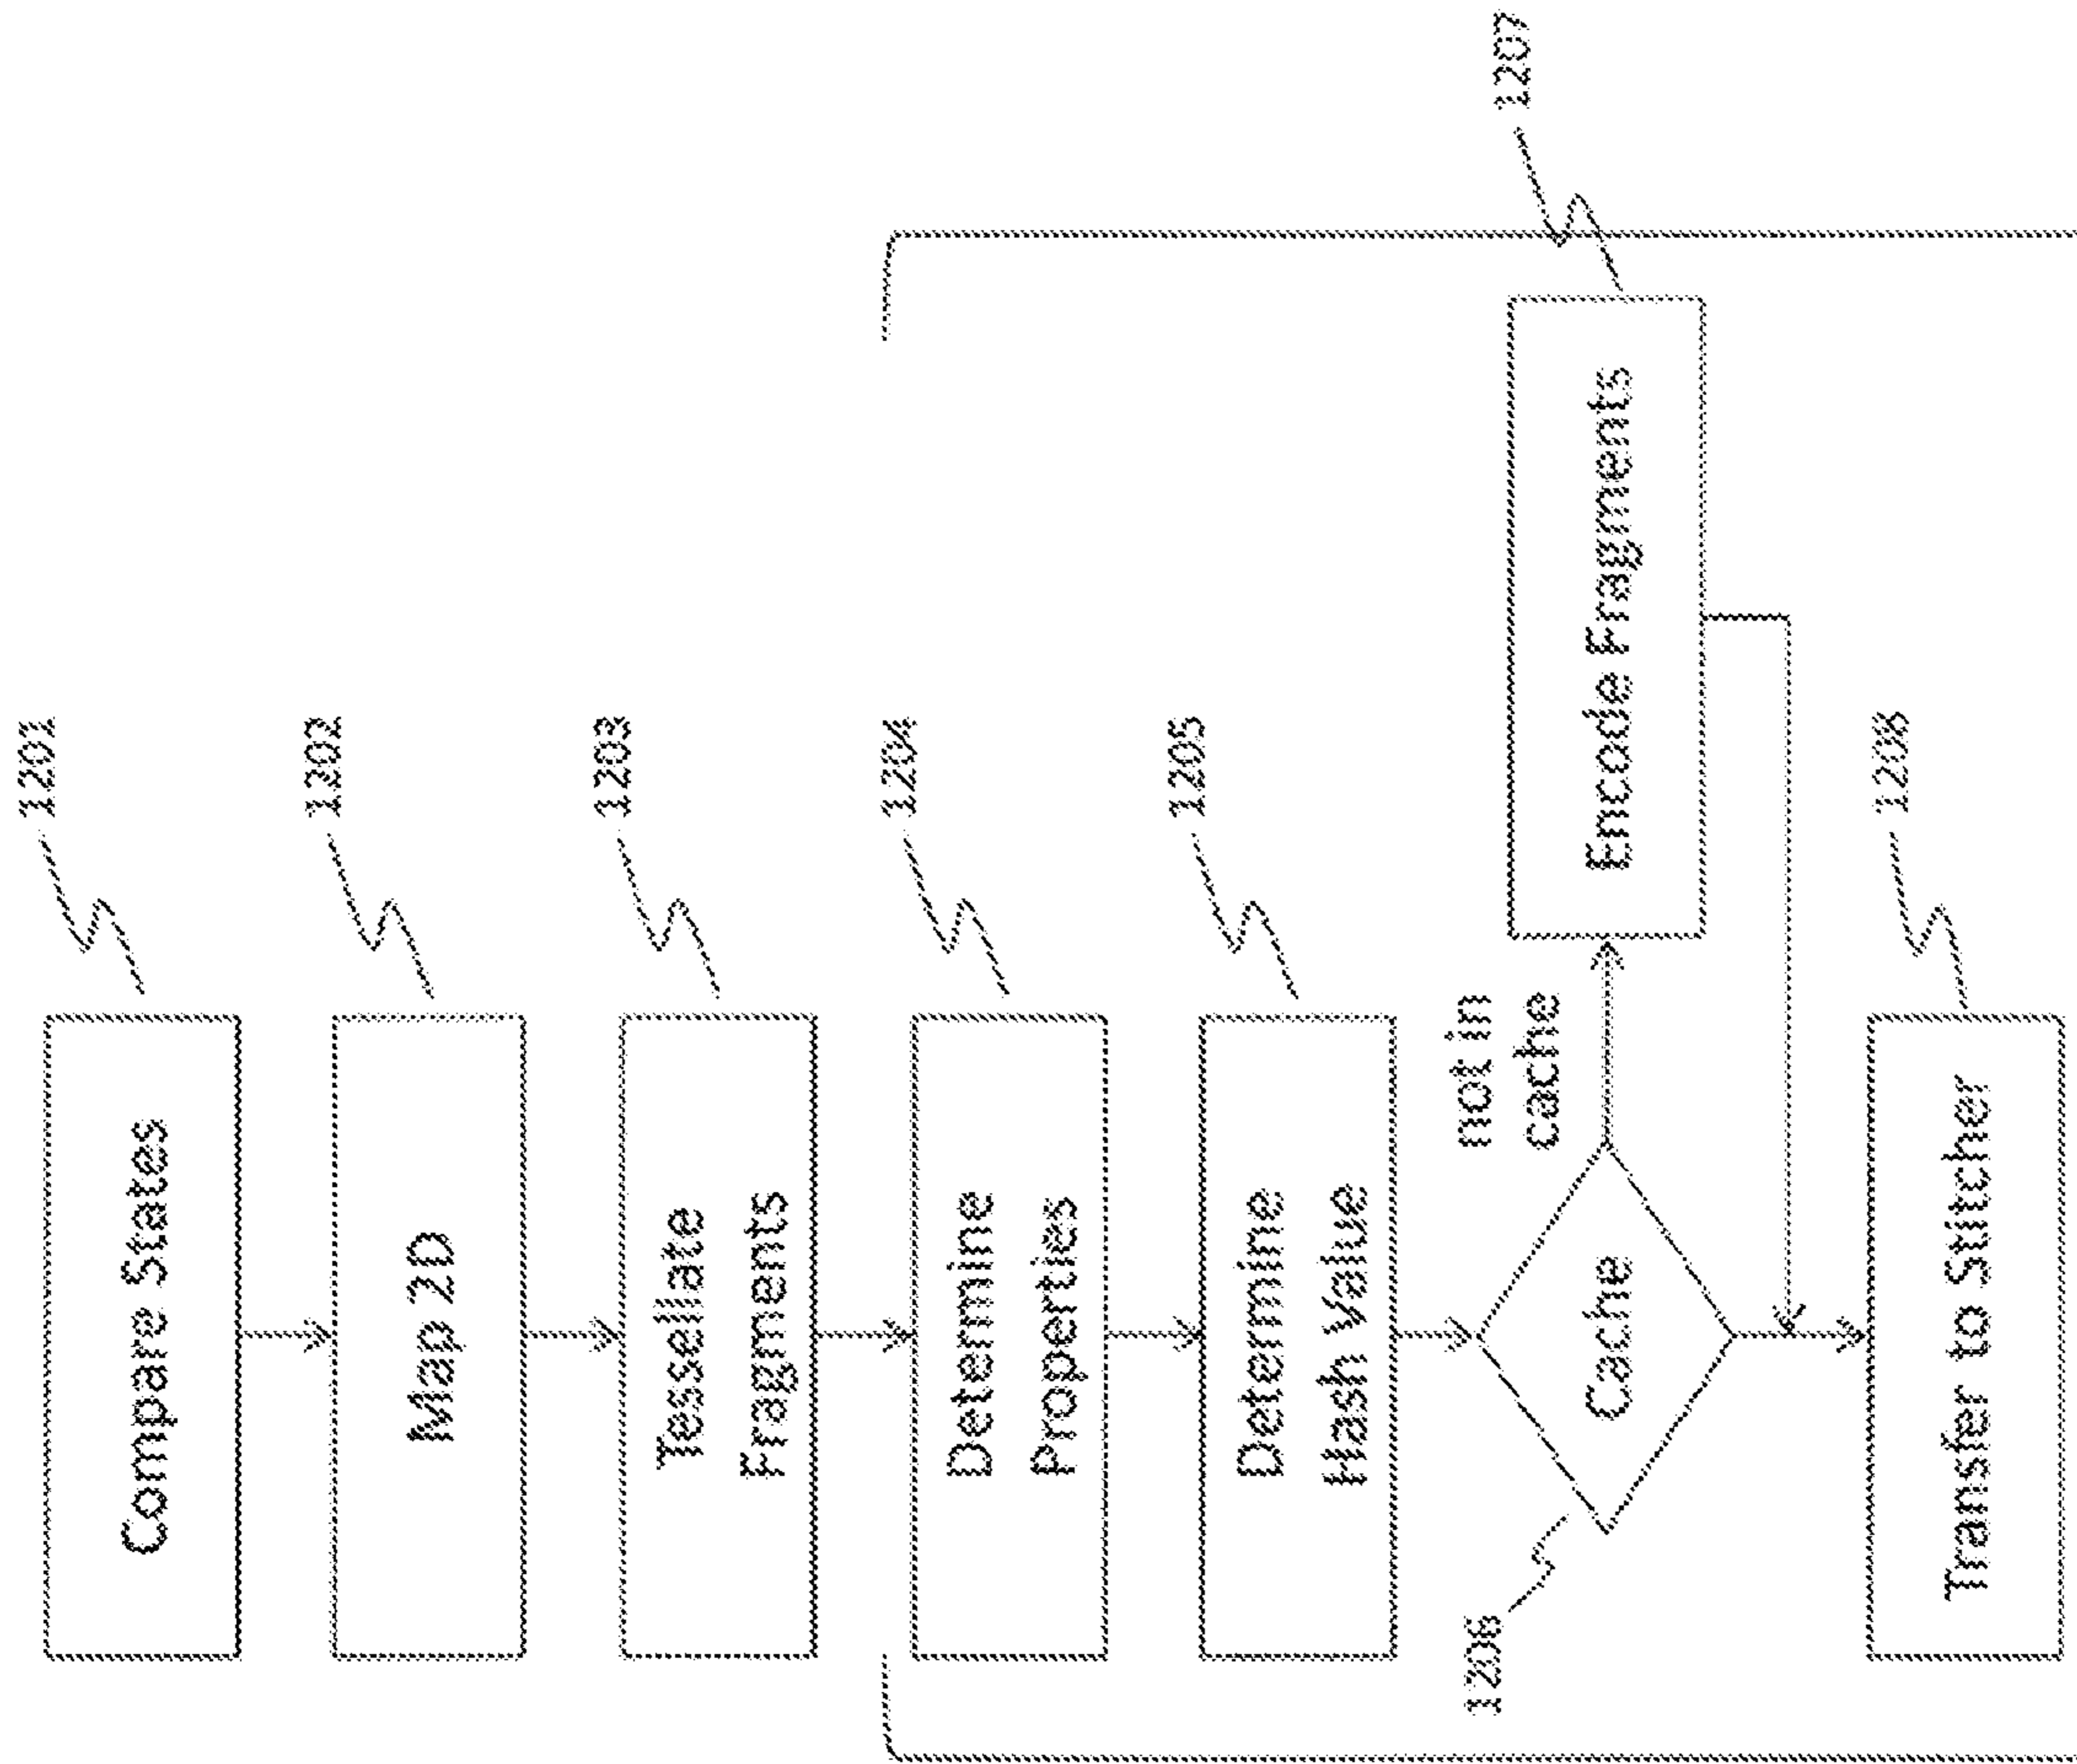 1201
Compare States
1202
Map 2D
1203
Tessellate
Fragments
1204
Determine
Properties
1205
Determine
Hash Value
1206
Cache
not in
cache
1207
Encode Fragments
1208
Transfer to Stitcher